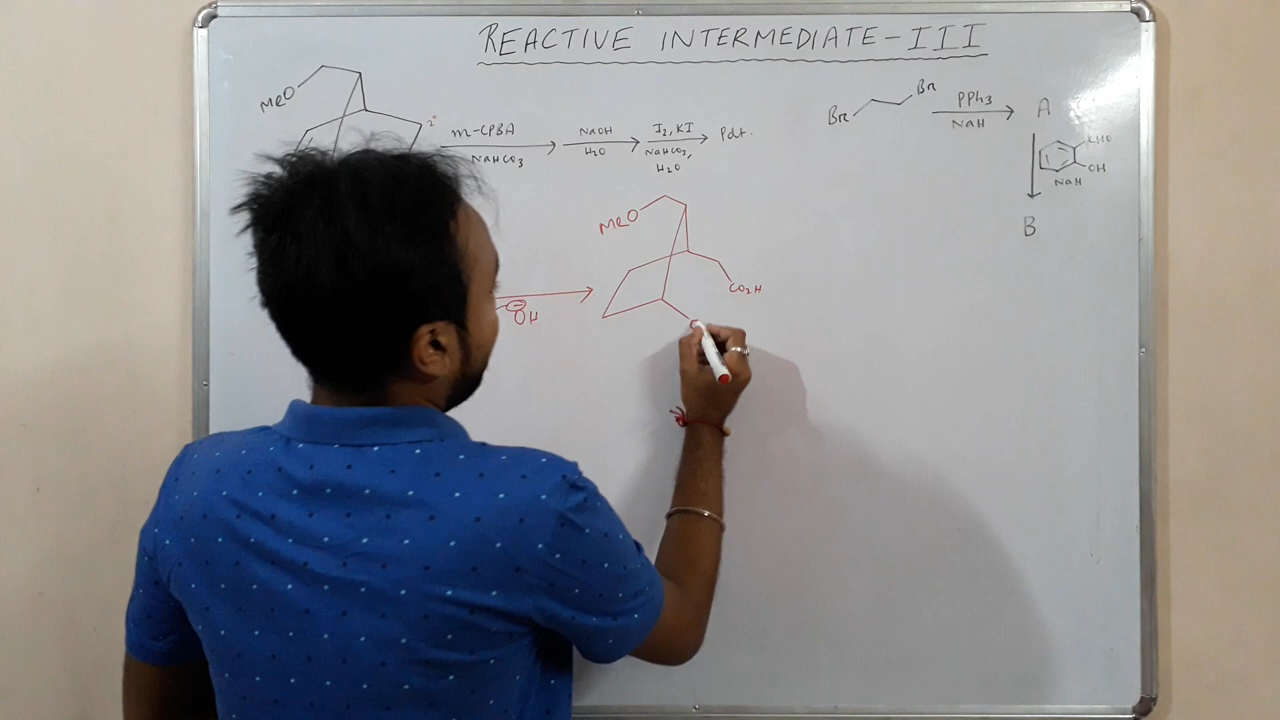 REACTIVE INTERMEDIATE-III
MeO
2°
m-CPBA
NaHCO3
NaOH
H2O
I2, KI
NaHCO3,
H2O
Pdt.
Br
Br
PPh3
NaH
A
CHO
OH
NaH
B
MeO
CO2H
⊖
OH